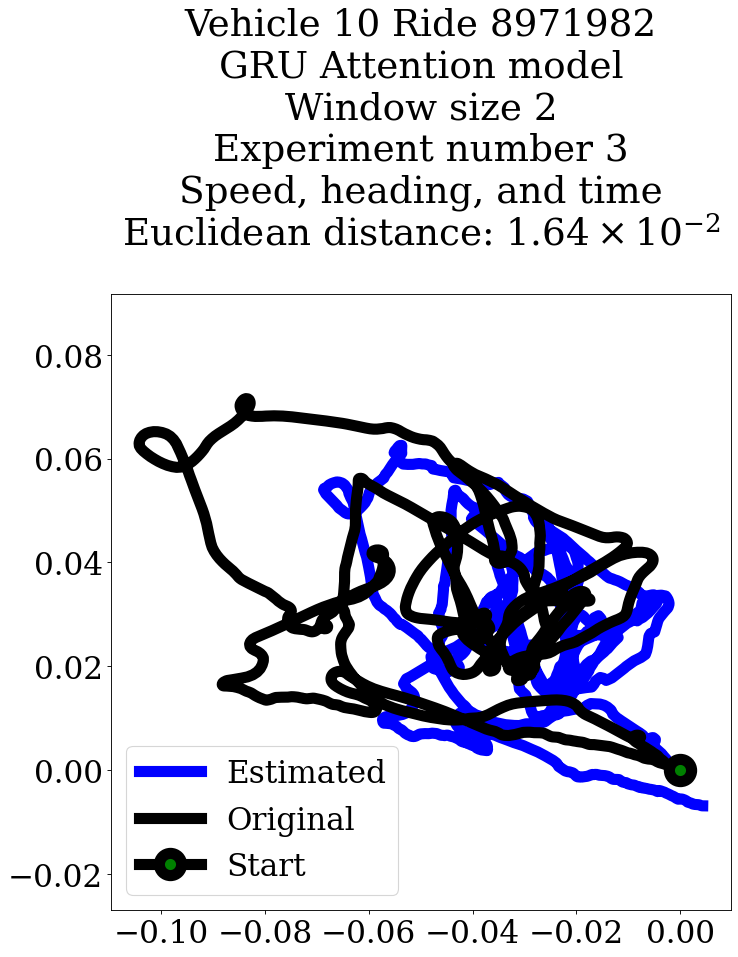 Vehicle 10 Ride 8971982
GRU Attention model
Window size 2
Experiment number 3
Speed, heading, and time
Euclidean distance: 1.64 × 10⁻²
0.08
0.06
0.04
0.02
0.00
−0.02
Estimated
Original
Start
−0.10 −0.08 −0.06 −0.04 −0.02 0.00